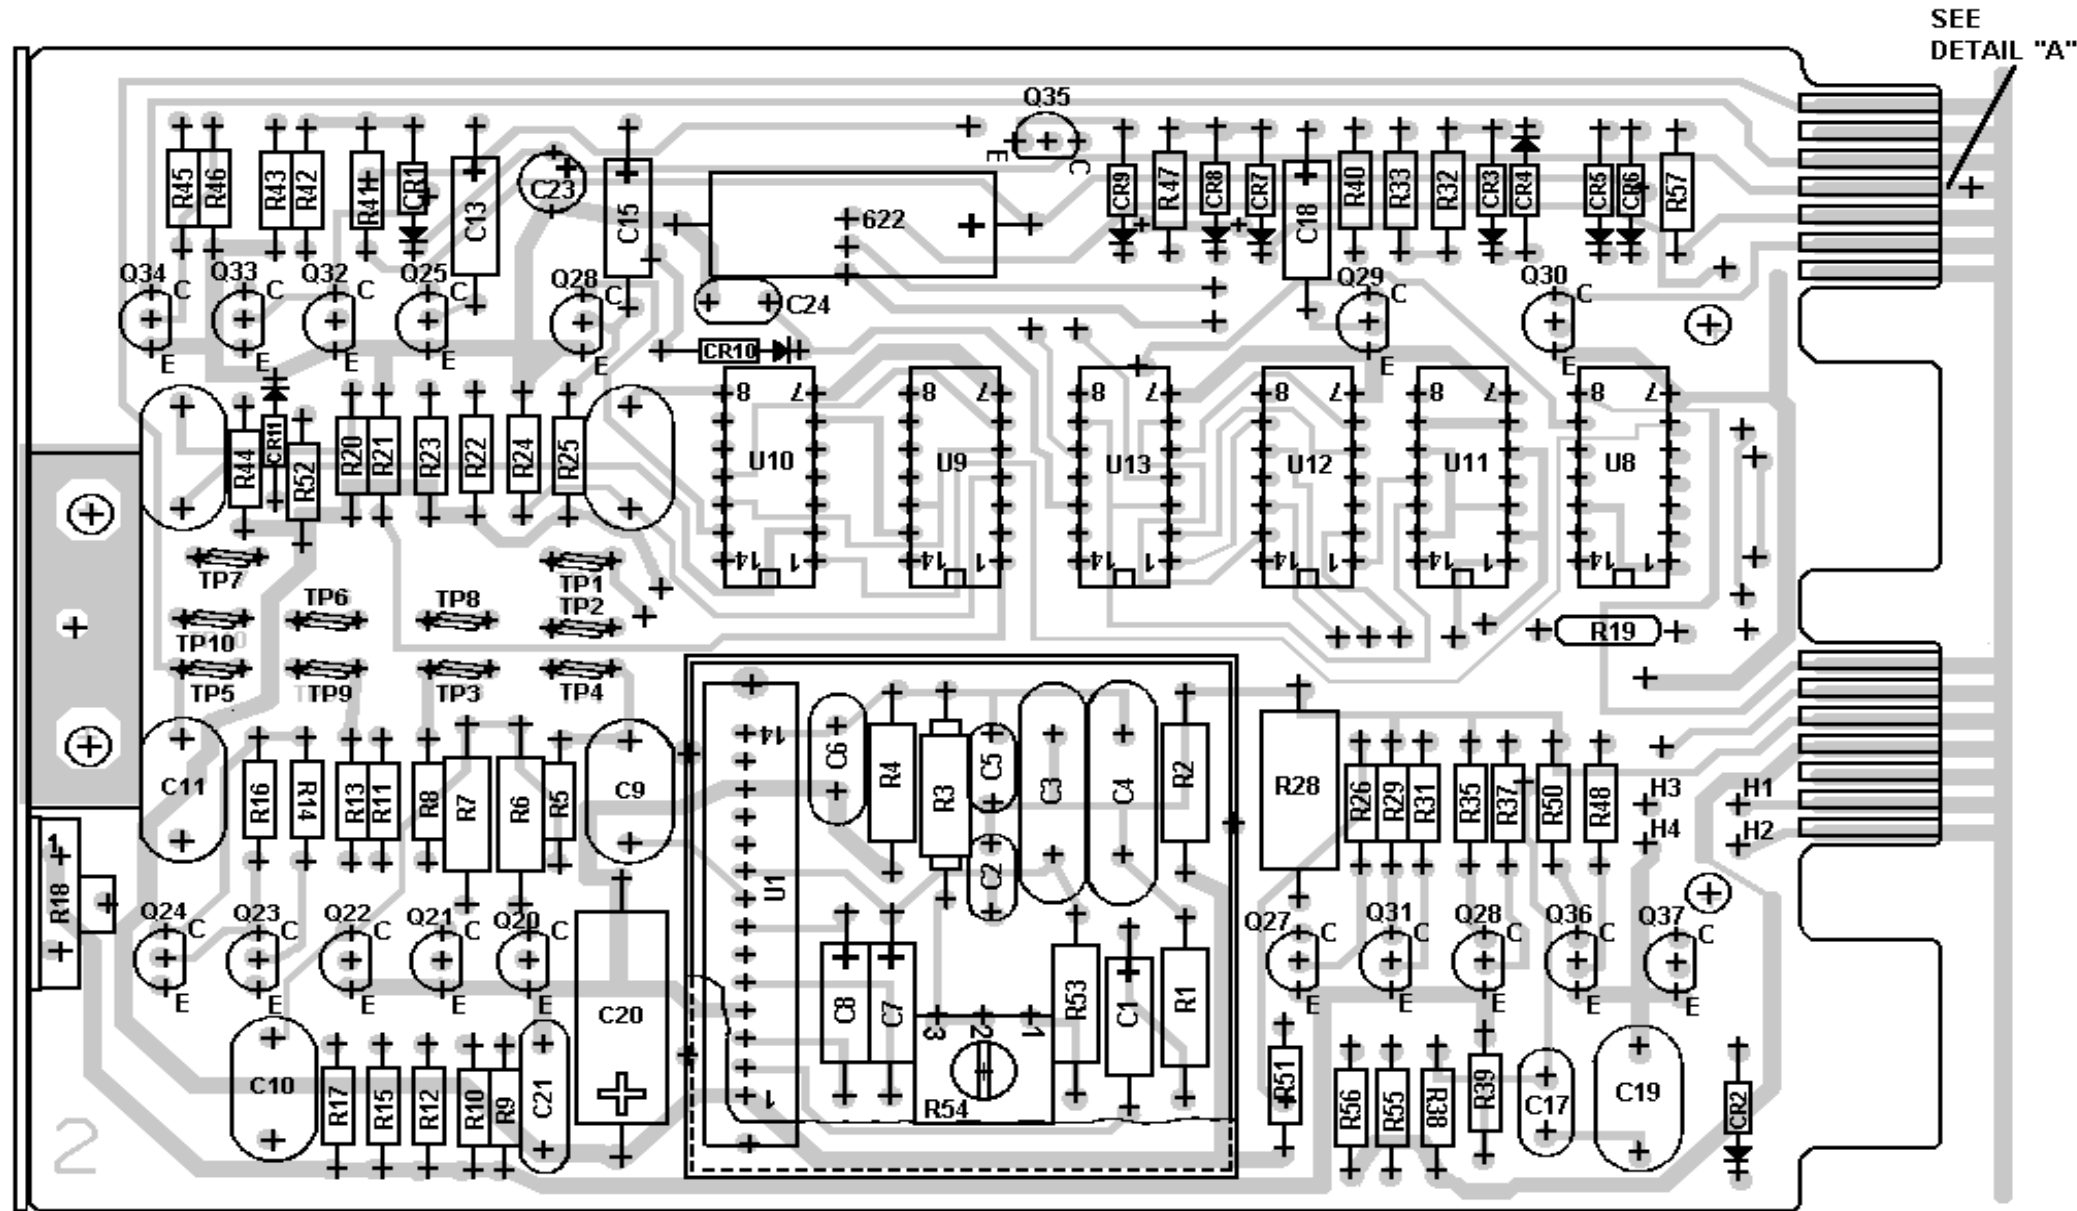 SEE
DETAIL "A"
Q35
E
C
R45
R46
R43
R42
R41
CR1
C13
C23
C15
622
CR9
R47
CR8
CR7
C18
R40
R33
R32
CR3
CR4
CR5
CR6
R57
Q34
C
E
Q33
C
E
Q32
C
E
Q25
C
E
Q28
C
E
C24
Q29
C
E
Q30
C
E
CR10
R44
CR11
R52
R20
R21
R23
R22
R24
R25
8
7
U10
14
1
8
7
U9
14
1
8
7
U13
14
1
8
7
U12
14
1
8
7
U11
14
1
8
7
U8
14
1
TP7
TP1
TP6
TP8
TP2
TP10
TP5
TP9
TP3
TP4
R19
C11
R16
R14
R13
R11
R8
R7
R6
R5
C9
14
U1
1
C6
R4
R3
C5
C2
C3
C4
R2
R28
R26
R29
R31
R35
R37
R50
R48
H3
H1
H4
H2
1
R18
Q24
C
E
Q23
C
E
Q22
C
E
Q21
C
E
Q20
C
E
C20
C8
C7
3
2
1
R54
R53
C1
R1
Q27
C
E
Q31
C
E
Q28
C
E
Q36
C
E
Q37
C
E
C10
R17
R15
R12
R10
R9
C21
R51
R56
R55
R38
R39
C17
C19
CR2
2